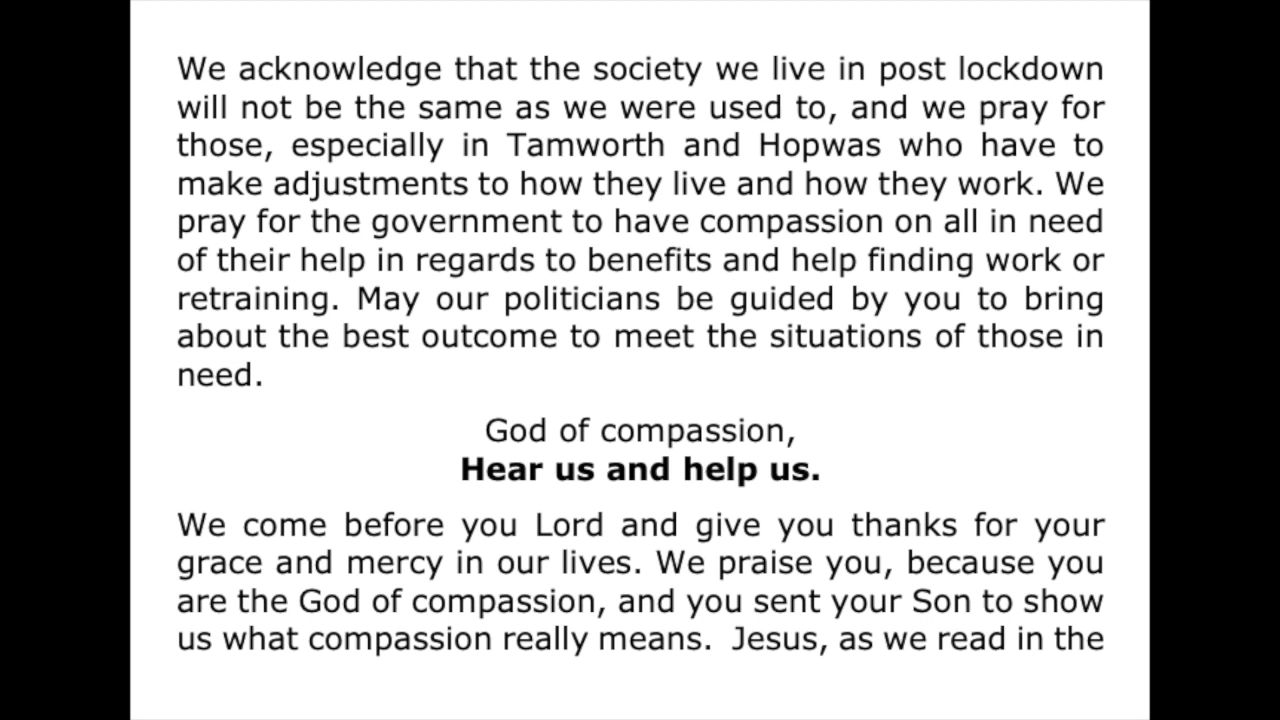 We acknowledge that the society we live in post lockdown
will not be the same as we were used to, and we pray for
those, especially in Tamworth and Hopwas who have to
make adjustments to how they live and how they work. We
pray for the government to have compassion on all in need
of their help in regards to benefits and help finding work or
retraining. May our politicians be guided by you to bring
about the best outcome to meet the situations of those in
need.
God of compassion,
Hear us and help us.
We come before you Lord and give you thanks for your
grace and mercy in our lives. We praise you, because you
are the God of compassion, and you sent your Son to show
us what compassion really means.  Jesus, as we read in the